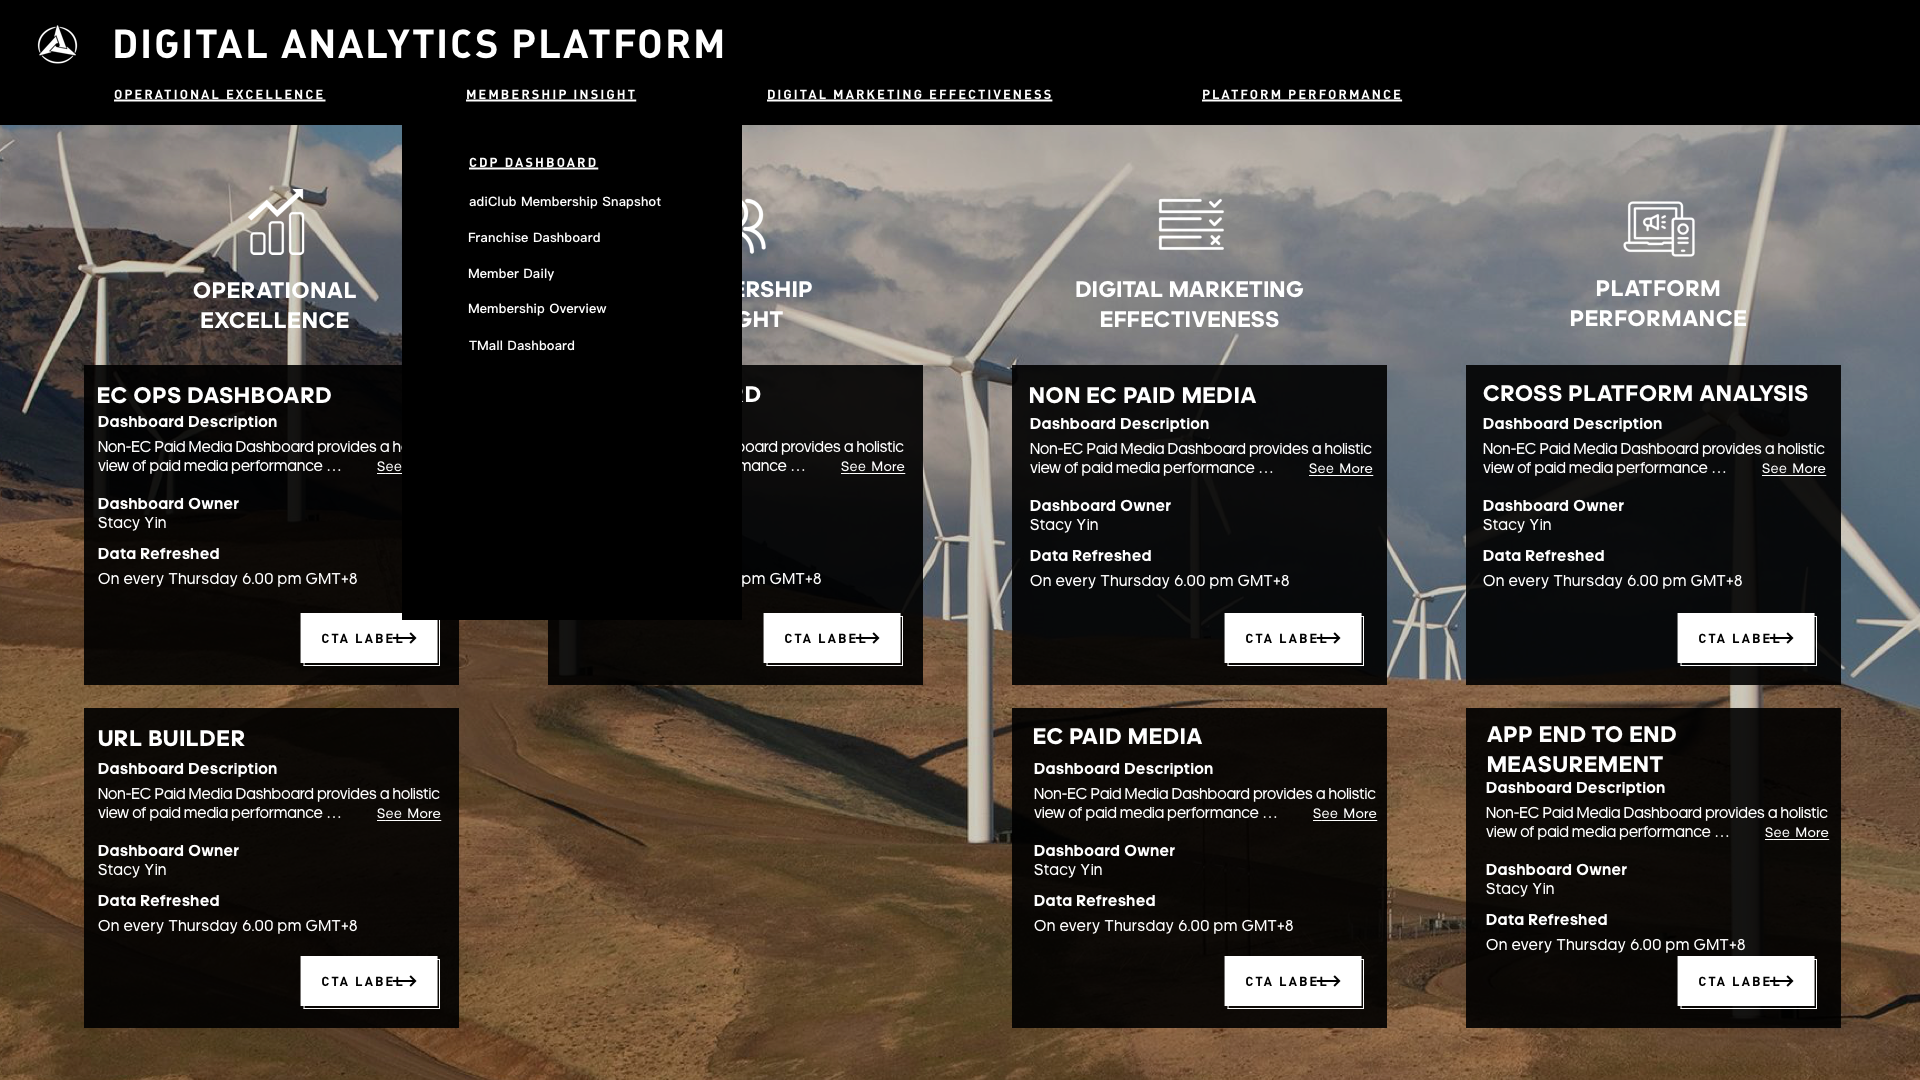 DIGITAL ANALYTICS PLATFORM
OPERATIONAL EXCELLENCE
MEMBERSHIP INSIGHT
DIGITAL MARKETING EFFECTIVENESS
PLATFORM PERFORMANCE
CDP DASHBOARD
adiClub Membership Snapshot
Franchise Dashboard
Member Daily
Membership Overview
TMall Dashboard
OPERATIONAL
EXCELLENCE
ERSHIP
GHT
DIGITAL MARKETING
EFFECTIVENESS
PLATFORM
PERFORMANCE
EC OPS DASHBOARD
Dashboard Description
Non-EC Paid Media Dashboard provides a h
view of paid media performance ... See
Dashboard Owner
Stacy Yin
Data Refreshed
On every Thursday 6.00 pm GMT+8
CTA LABEL
D
board provides a holistic
mance ... See More
pm GMT+8
CTA LABEL
NON EC PAID MEDIA
Dashboard Description
Non-EC Paid Media Dashboard provides a holistic
view of paid media performance ... See More
Dashboard Owner
Stacy Yin
Data Refreshed
On every Thursday 6.00 pm GMT+8
CTA LABEL
CROSS PLATFORM ANALYSIS
Dashboard Description
Non-EC Paid Media Dashboard provides a holistic
view of paid media performance ... See More
Dashboard Owner
Stacy Yin
Data Refreshed
On every Thursday 6.00 pm GMT+8
CTA LABEL
URL BUILDER
Dashboard Description
Non-EC Paid Media Dashboard provides a holistic
view of paid media performance ... See More
Dashboard Owner
Stacy Yin
Data Refreshed
On every Thursday 6.00 pm GMT+8
CTA LABEL
EC PAID MEDIA
Dashboard Description
Non-EC Paid Media Dashboard provides a holistic
view of paid media performance ... See More
Dashboard Owner
Stacy Yin
Data Refreshed
On every Thursday 6.00 pm GMT+8
CTA LABEL
APP END TO END
MEASUREMENT
Dashboard Description
Non-EC Paid Media Dashboard provides a holistic
view of paid media performance ... See More
Dashboard Owner
Stacy Yin
Data Refreshed
On every Thursday 6.00 pm GMT+8
CTA LABEL